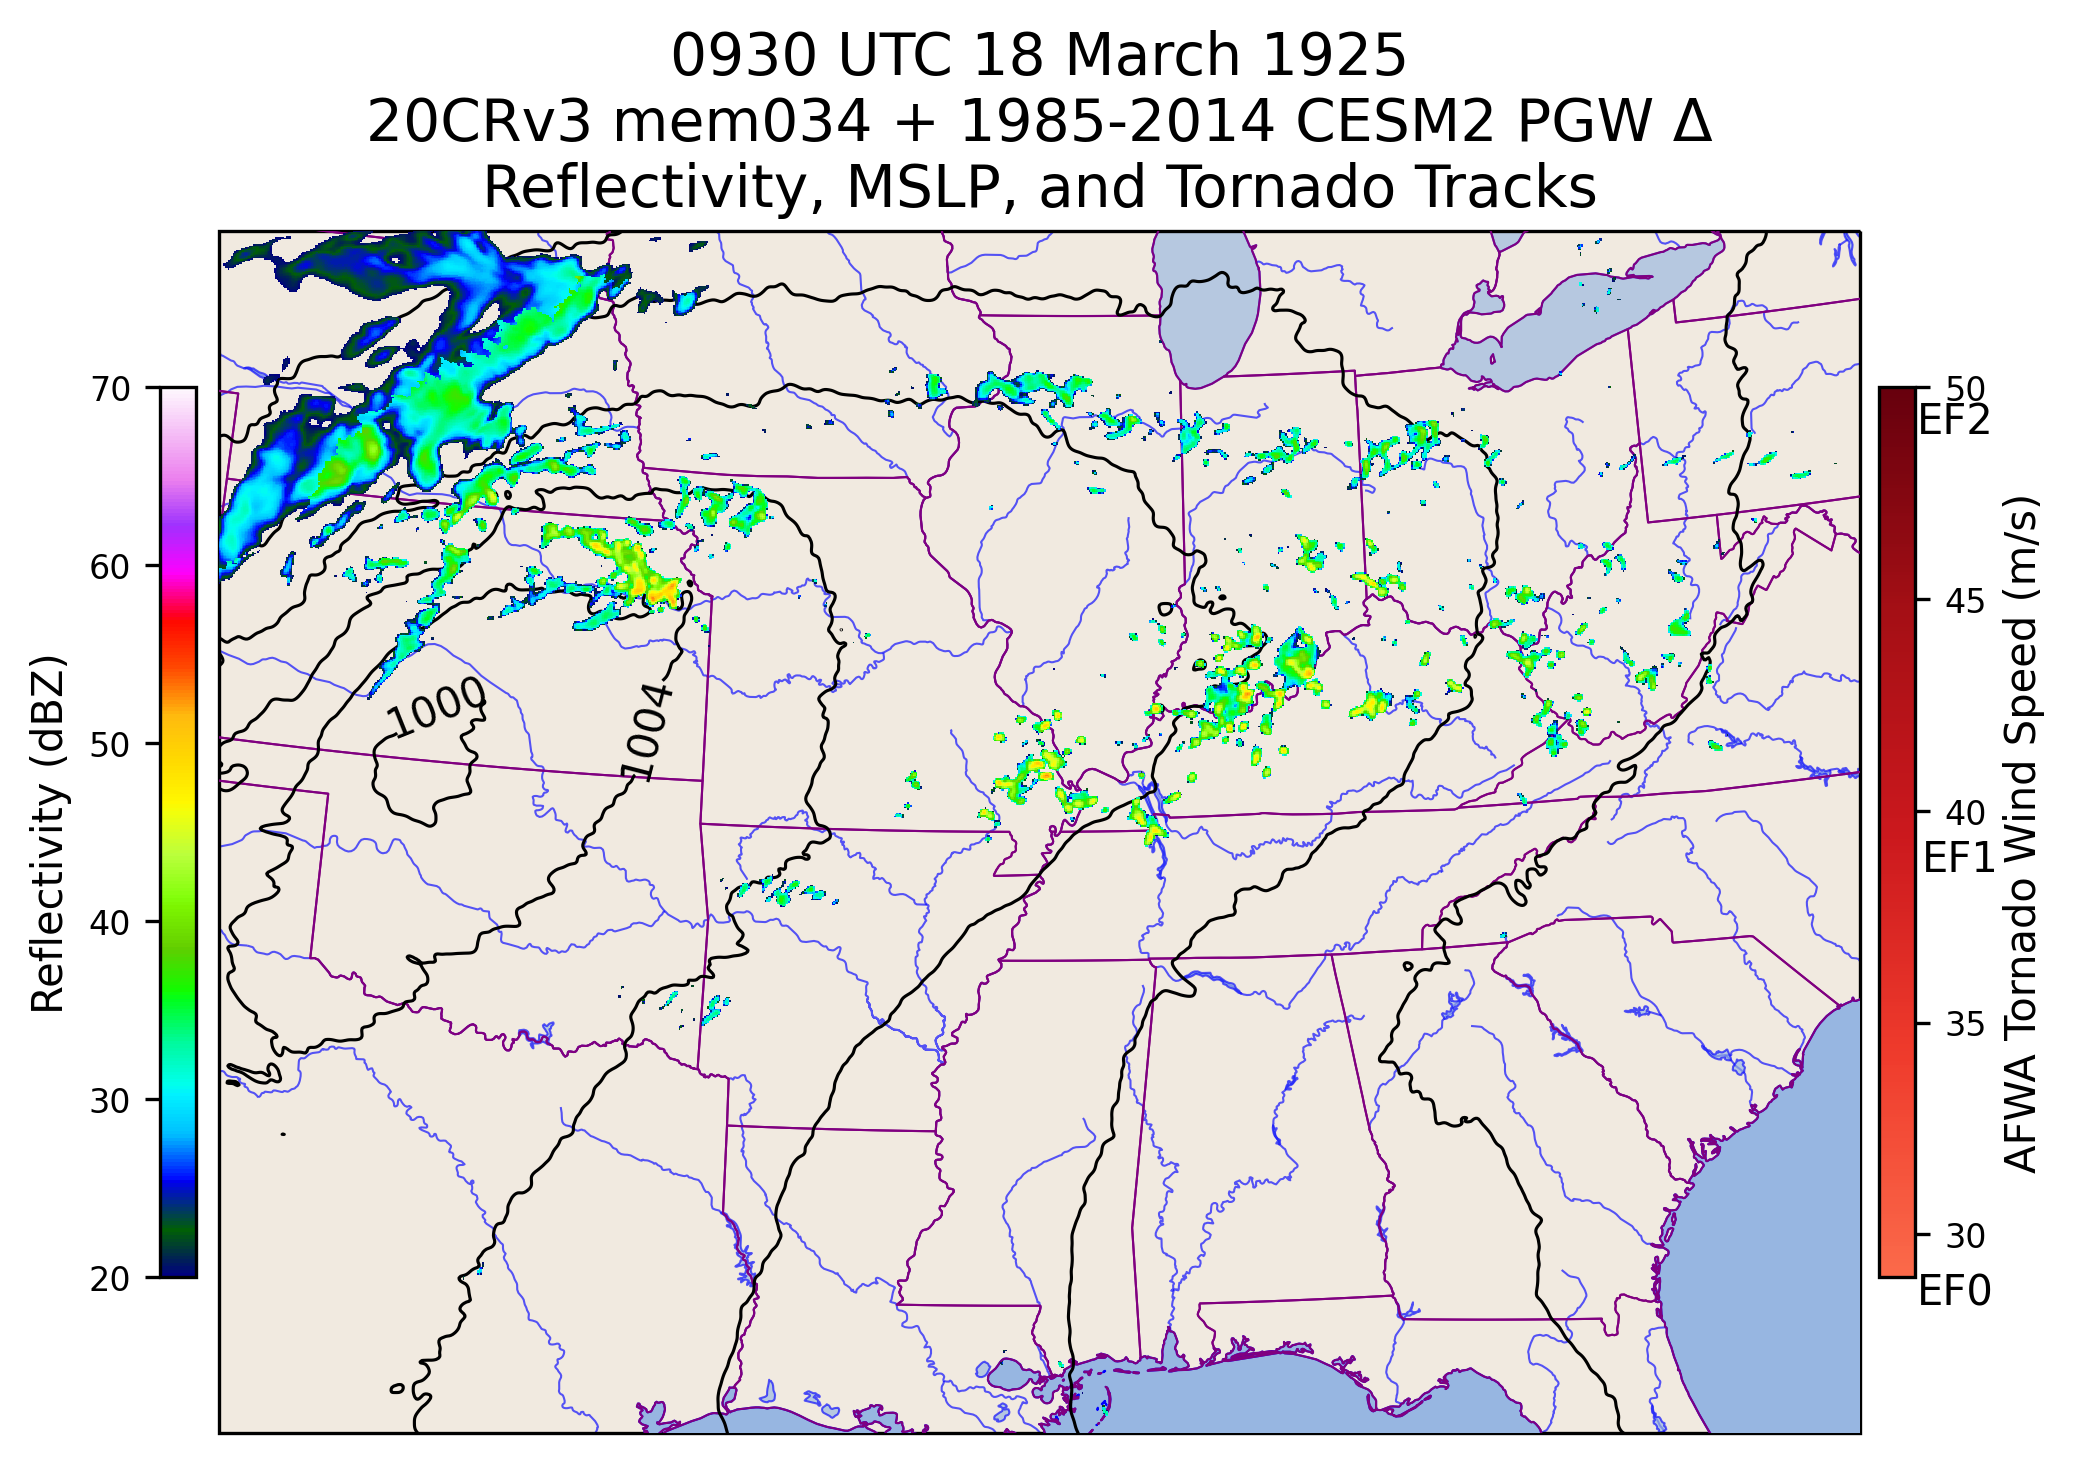 0930 UTC 18 March 1925
20CRv3 mem034 + 1985-2014 CESM2 PGW Δ
Reflectivity, MSLP, and Tornado Tracks
70
60
50
40
30
20
Reflectivity (dBZ)
1000
1004
50
EF2
45
40
EF1
35
30
EF0
AFWA Tornado Wind Speed (m/s)